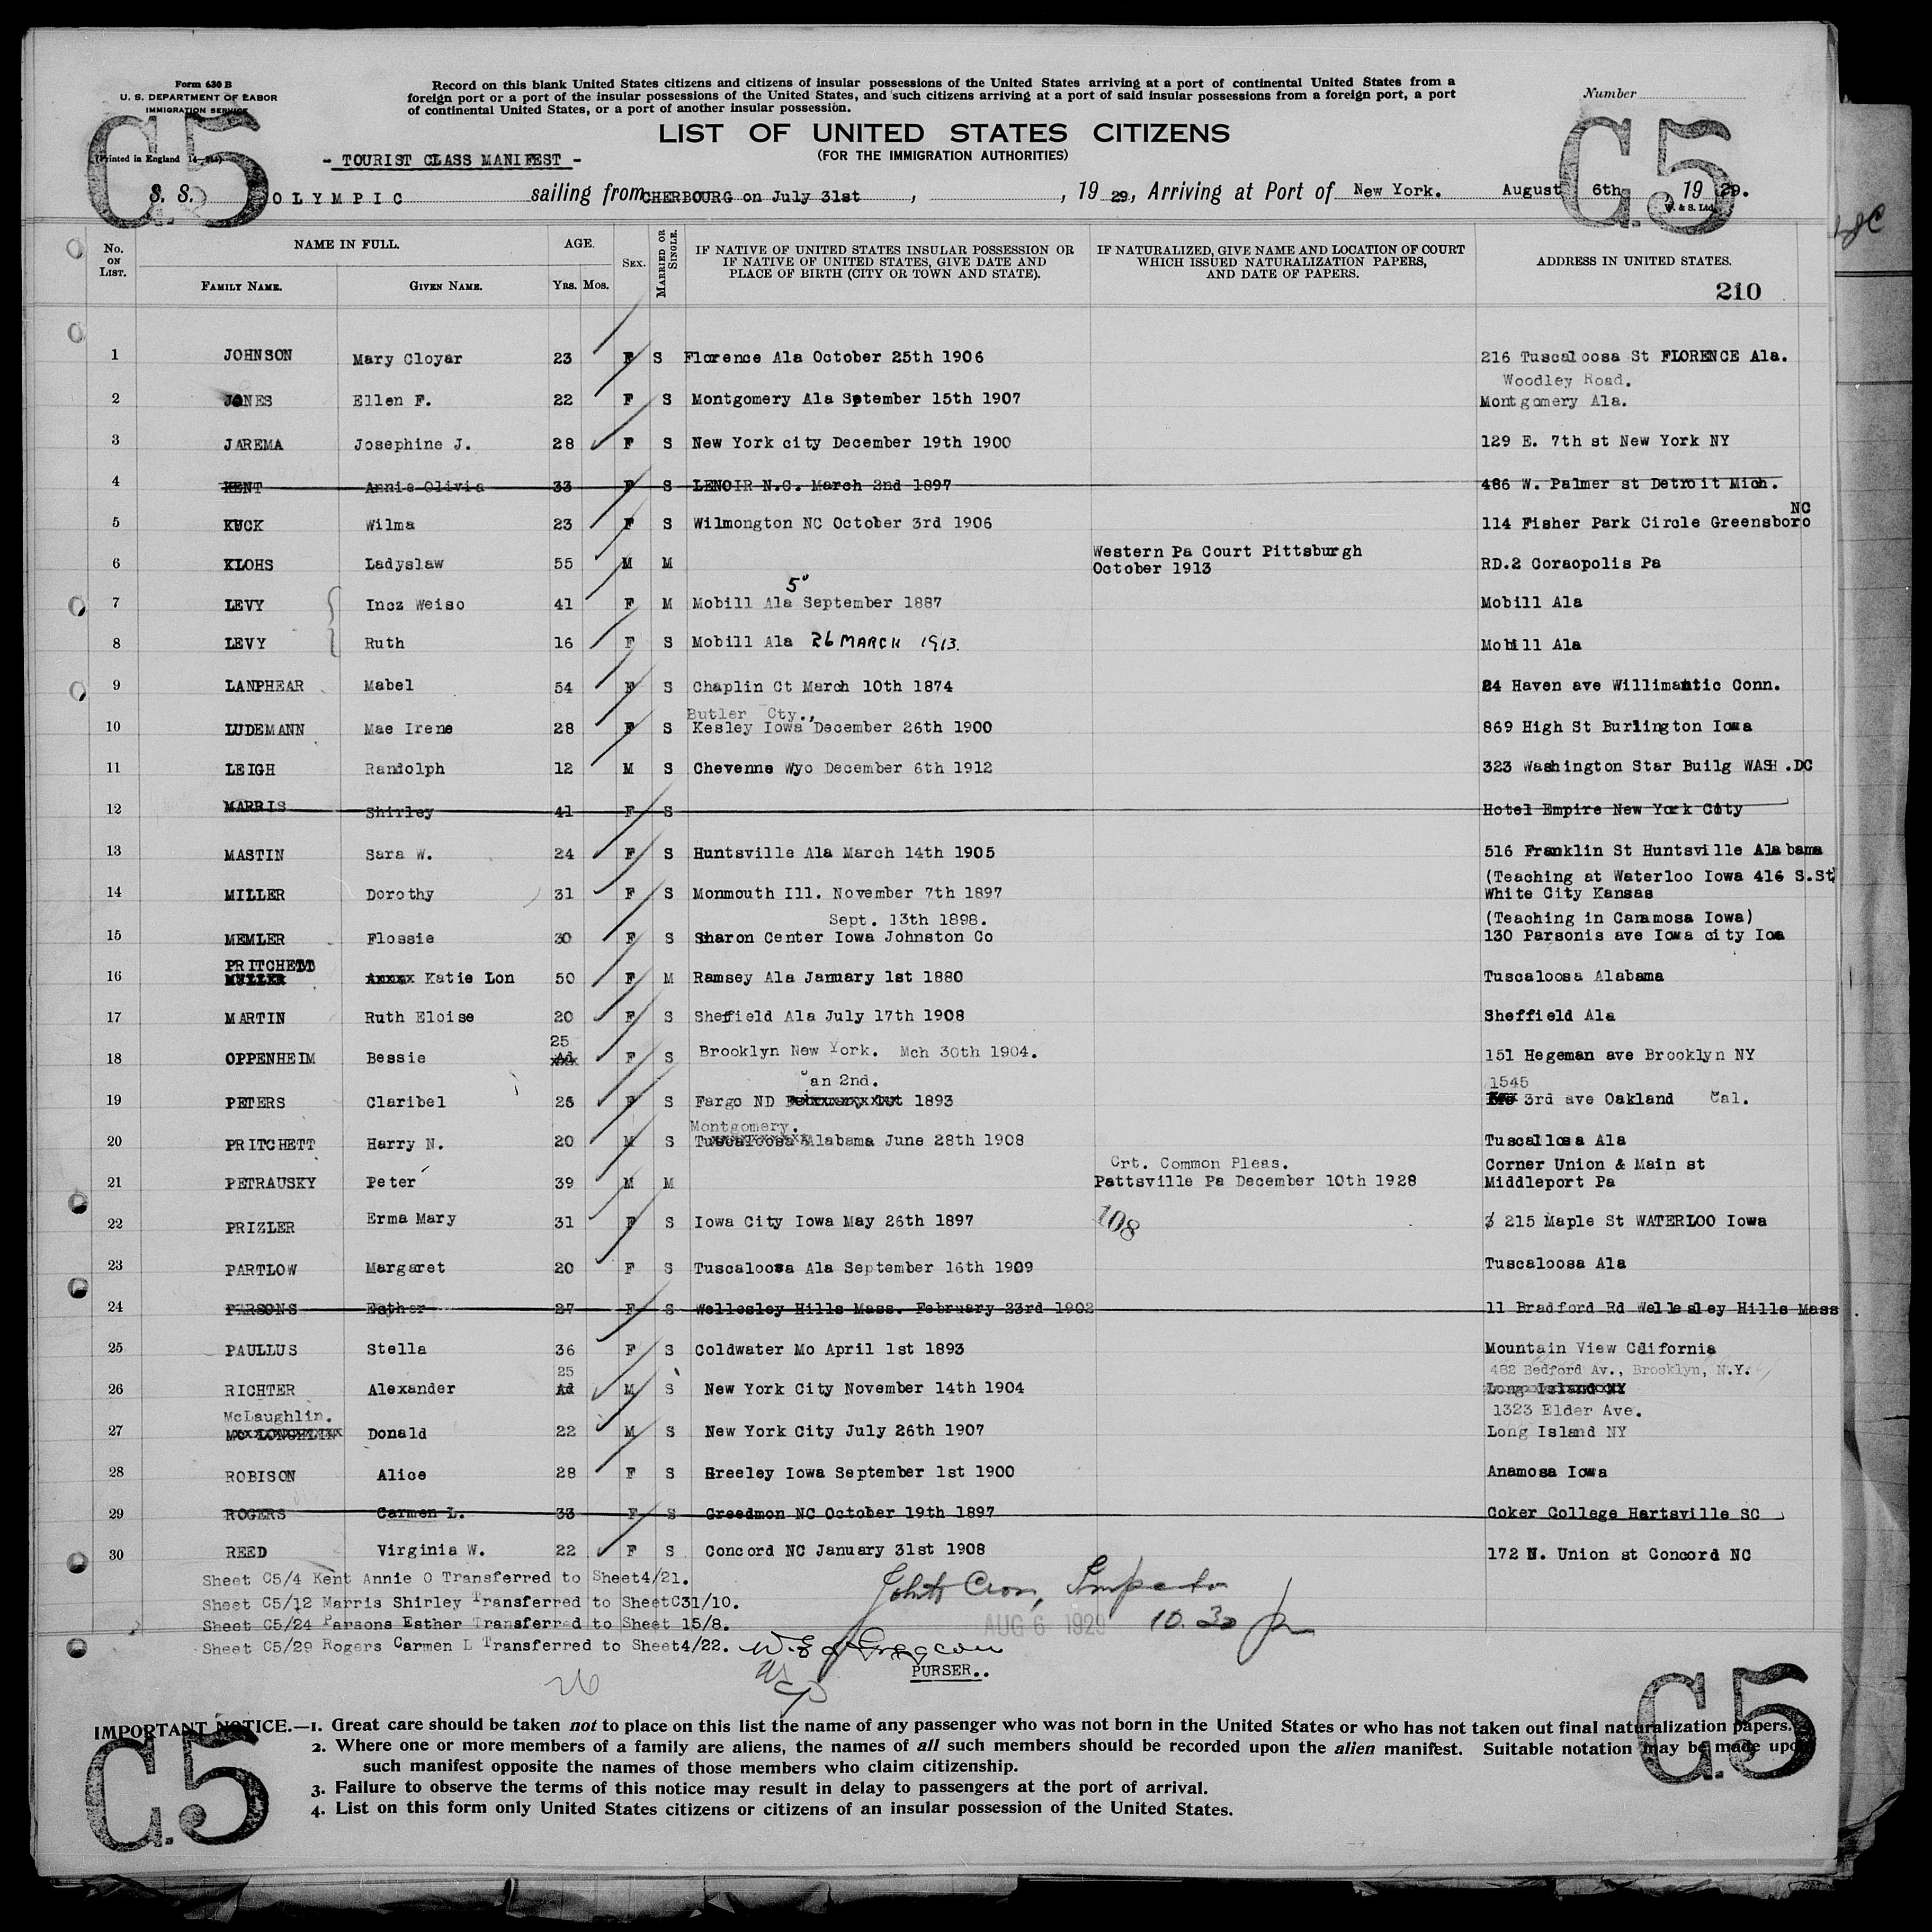 Form 630 B
U. S. DEPARTMENT OF LABOR
IMMIGRATION SERVICE
(Printed in England
Record on this blank United States citizens and citizens of insular possessions of the United States arriving at a port of continental United States from a
foreign port or a port of the insular possessions of the United States, and such citizens arriving at a port of said insular possessions from a foreign port, a port
of continental United States, or a port of another insular possession.
Number
C.5 C.5
LIST OF UNITED STATES CITIZENS
(FOR THE IMMIGRATION AUTHORITIES)
- TOURIST CLASS MANIFEST -
S. S. OLYMPIC sailing from CHERBOURG on July 31st , , 19 29, Arriving at Port of New York. August 6th , 19 29.
W. & S. Ltd.
No. ON LIST. NAME IN FULL. FAMILY NAME. GIVEN NAME. AGE. YRS. MOS. SEX. MARRIED OR SINGLE. IF NATIVE OF UNITED STATES INSULAR POSSESSION OR IF NATIVE OF UNITED STATES, GIVE DATE AND PLACE OF BIRTH (CITY OR TOWN AND STATE). IF NATURALIZED, GIVE NAME AND LOCATION OF COURT WHICH ISSUED NATURALIZATION PAPERS, AND DATE OF PAPERS. ADDRESS IN UNITED STATES.
210
1 JOHNSON Mary Cloyar 23 F S Florence Ala October 25th 1906 216 Tuscaloosa St FLORENCE Ala.
Woodley Road.
2 JONES Ellen F. 22 F S Montgomery Ala Sptember 15th 1907 Montgomery Ala.
3 JAREMA Josephine J. 28 F S New York city December 19th 1900 129 E. 7th st New York NY
4 KENT Annie Olivia 33 F S LENOIR N.C. March 2nd 1897 486 W. Palmer st Detroit Mich.
NC
5 KUCK Wilma 23 F S Wilmongton NC October 3rd 1906 114 Fisher Park Circle Greensboro
Western Pa Court Pittsburgh
6 KLOHS Ladyslaw 55 M M October 1913 RD.2 Coraopolis Pa
5
7 LEVY Incz Weiso 41 F M Mobill Ala September 1887 Mobill Ala
8 LEVY Ruth 16 F S Mobill Ala 26 MARCH 1913. Mobill Ala
9 LANPHEAR Mabel 54 F S Chaplin Ct March 10th 1874 24 Haven ave Willimantic Conn.
Butler Cty.,
10 LUDEMANN Mae Irene 28 F S Kesley Iowa December 26th 1900 869 High St Burlington Iowa
11 LEIGH Randolph 12 M S Chevenne Wyo December 6th 1912 323 Washington Star Builg WASH.DC
12 MARRIS Shirley 41 F S Hotel Empire New York City
13 MASTIN Sara W. 24 F S Huntsville Ala March 14th 1905 516 Franklin St Huntsville Alabama
(Teaching at Waterloo Iowa 416 S.St)
14 MILLER Dorothy 31 F S Monmouth Ill. November 7th 1897 White City Kansas
Sept. 13th 1898. (Teaching in Canamosa Iowa)
15 MEMLER Flossie 30 F S Sharon Center Iowa Johnston Co 130 Parsonis ave Iowa city Ioa
PRITCHETT
16 MULLER Katie Lon 50 F M Ramsey Ala January 1st 1880 Tuscaloosa Alabama
17 MARTIN Ruth Eloise 20 F S Sheffield Ala July 17th 1908 Sheffield Ala
25
18 OPPENHEIM Bessie Ad F S Brooklyn New York. Mch 30th 1904. 151 Hegeman ave Brooklyn NY
Jan 2nd. 1545
19 PETERS Claribel 26 F S Fargo ND 1893 3rd ave Oakland Cal.
Montgomery.
20 PRITCHETT Harry N. 20 M S Tuscaloosa Alabama June 28th 1908 Tuscallosa Ala
Crt. Common Pleas. Corner Union & Main st
21 PETRAUSKY Peter 39 M M Pattsville Pa December 10th 1928 Middleport Pa
22 PRIZLER Erma Mary 31 F S Iowa City Iowa May 26th 1897 108 215 Maple St WATERLOO Iowa
23 PARTLOW Margaret 20 F S Tuscaloosa Ala September 16th 1909 Tuscaloosa Ala
24 PARSONS Esther 27 F S Wellesley Hills Mass. February 23rd 1902 11 Bradford Rd Wellesley Hills Mass
25 PAULLUS Stella 36 F S Coldwater Mo April 1st 1893 Mountain View California
25 482 Bedford Av., Brooklyn, N.Y.
26 RICHTER Alexander Ad M S New York City November 14th 1904 Long Island NY
McLaughlin. 1323 Elder Ave.
27 Mc LOUGHLIN Donald 22 M S New York City July 26th 1907 Long Island NY
28 ROBISON Alice 28 F S Greeley Iowa September 1st 1900 Anamosa Iowa
29 ROGERS Carmen L. 33 F S Greedmon NC October 19th 1897 Coker College Hartsville SC
30 REED Virginia W. 22 F S Concord NC January 31st 1908 172 N. Union st Concord NC
Sheet C5/4 Kent Annie O Transferred to Sheet4/21.
Sheet C5/12 Marris Shirley Transferred to SheetC31/10.
Sheet C5/24 Parsons Esther Transferred to Sheet 15/8.
Sheet C5/29 Rogers Carmen L Transferred to Sheet4/22.
AUG 6 1929 10.30
PURSER..
26
IMPORTANT NOTICE.—1. Great care should be taken not to place on this list the name of any passenger who was not born in the United States or who has not taken out final naturalization papers.
2. Where one or more members of a family are aliens, the names of all such members should be recorded upon the alien manifest. Suitable notation may be made upon
such manifest opposite the names of those members who claim citizenship.
3. Failure to observe the terms of this notice may result in delay to passengers at the port of arrival.
4. List on this form only United States citizens or citizens of an insular possession of the United States.
C.5 C.5